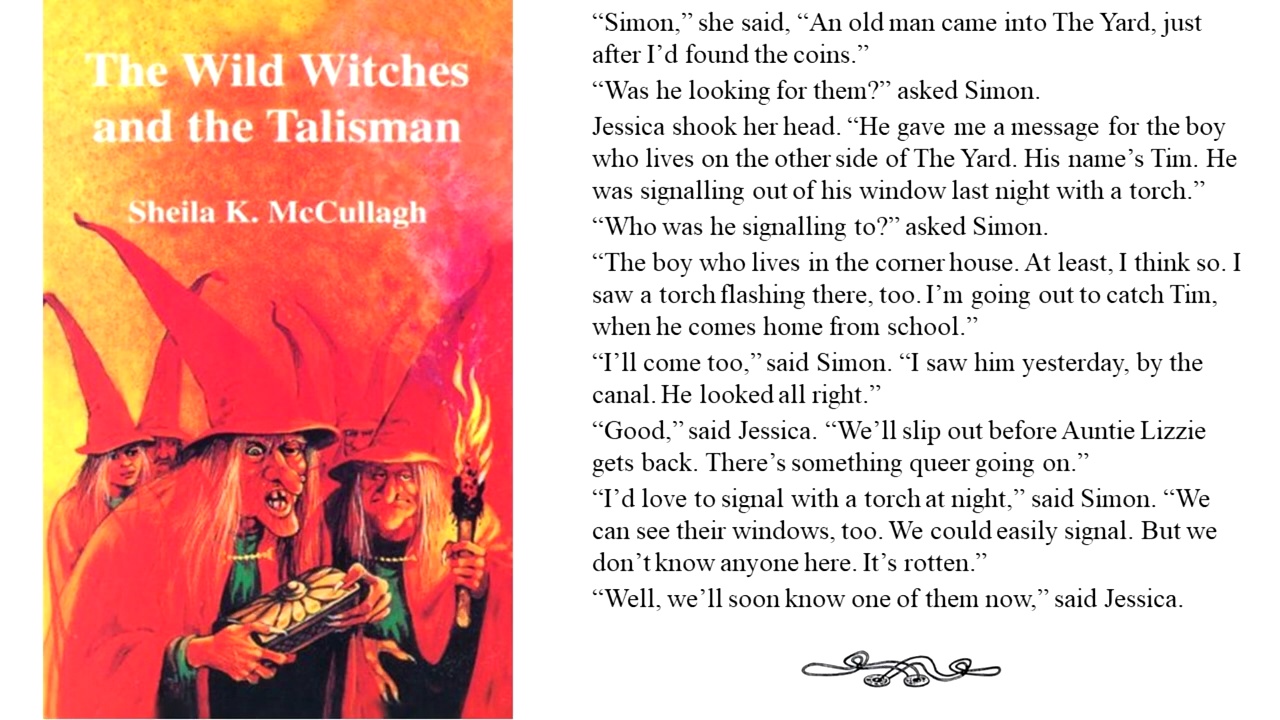 The Wild Witches
and the Talisman
Sheila K. McCullagh
“Simon,” she said, “An old man came into The Yard, just
after I’d found the coins.”
“Was he looking for them?” asked Simon.
Jessica shook her head. “He gave me a message for the boy
who lives on the other side of The Yard. His name’s Tim. He
was signalling out of his window last night with a torch.”
“Who was he signalling to?” asked Simon.
“The boy who lives in the corner house. At least, I think so. I
saw a torch flashing there, too. I’m going out to catch Tim,
when he comes home from school.”
“I’ll come too,” said Simon. “I saw him yesterday, by the
canal. He looked all right.”
“Good,” said Jessica. “We’ll slip out before Auntie Lizzie
gets back. There’s something queer going on.”
“I’d love to signal with a torch at night,” said Simon. “We
can see their windows, too. We could easily signal. But we
don’t know anyone here. It’s rotten.”
“Well, we’ll soon know one of them now,” said Jessica.